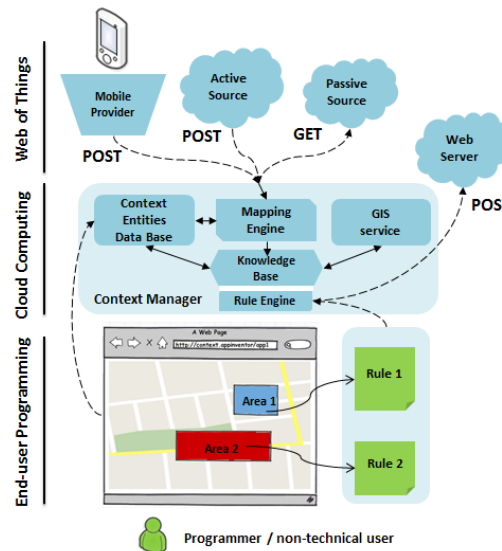 Web of Things
Mobile
Provider
Active
Source
Passive
Source
Web
Server
POST
POST
GET
POS
Cloud Computing
Context
Entities
Data Base
Mapping
Engine
GIS
service
Knowledge
Base
Context Manager
Rule Engine
End-user Programming
A Web Page
http://context.appinventor/app1
Area 1
Area 2
Rule 1
Rule 2
Programmer / non-technical user